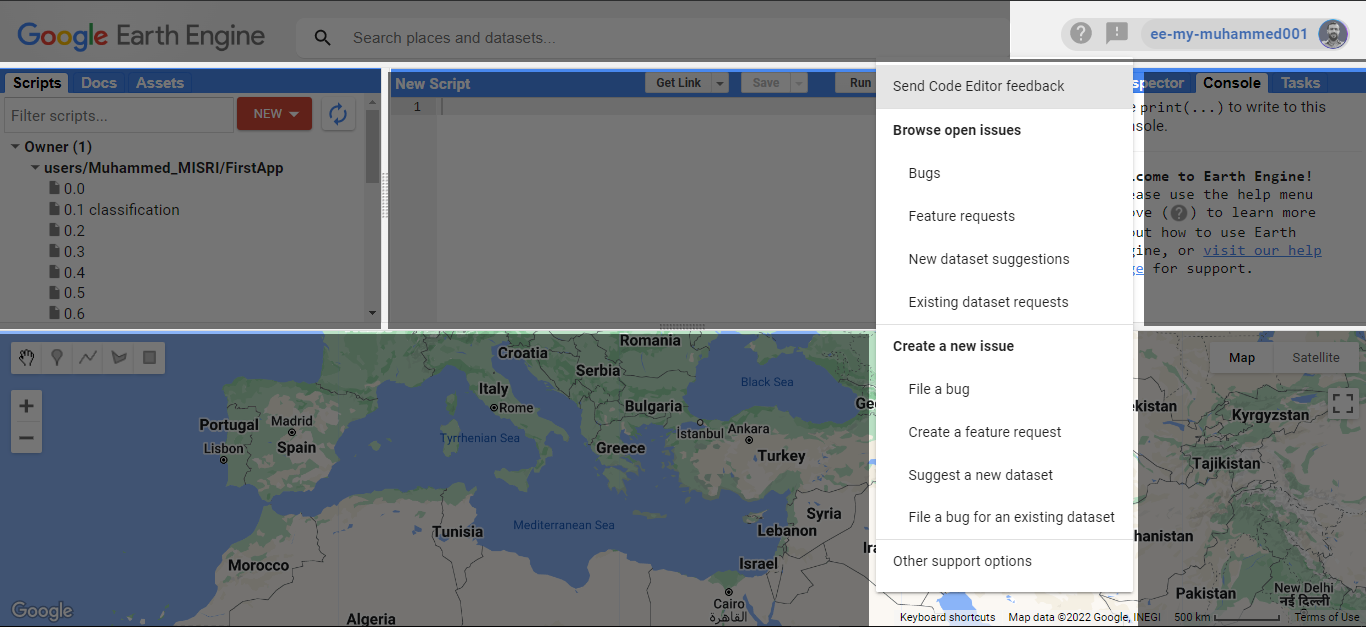 Google Earth Engine
Search places and datasets...
ee-my-muhammed001
Scripts Docs Assets
New Script
Get Link
Save
Run
spector
Console
Tasks
Filter scripts...
NEW
Owner (1)
users/Muhammed_MISRI/FirstApp
0.0
0.1 classification
0.2
0.3
0.4
0.5
0.6
1
Send Code Editor feedback
Browse open issues
Bugs
Feature requests
New dataset suggestions
Existing dataset requests
Create a new issue
File a bug
Create a feature request
Suggest a new dataset
File a bug for an existing dataset
Other support options
print(...) to write to this
nsole.
lcome to Earth Engine!
ease use the help menu
ove (?) to learn more
out how to use Earth
gine, or visit our help
ge for support.
Map
Satellite
Croatia
Romania
Serbia
Italy
Rome
Bulgaria
Black Sea
Portugal
Madrid
Lisbon
Spain
Tyrrhenian Sea
Greece
İstanbul
Ankara
Turkey
Ge
ekistan
Kyrgyzstan
Tajikistan
Tunisia
Mediterranean Sea
Syria
Lebanon
Ira
hanistan
Morocco
Israel
Cairo
القاهرة
Algeria
Pakistan
New Delhi
नई दिल्ली
Google
Keyboard shortcuts
Map data ©2022 Google, INEGI
500 km
Terms of Use